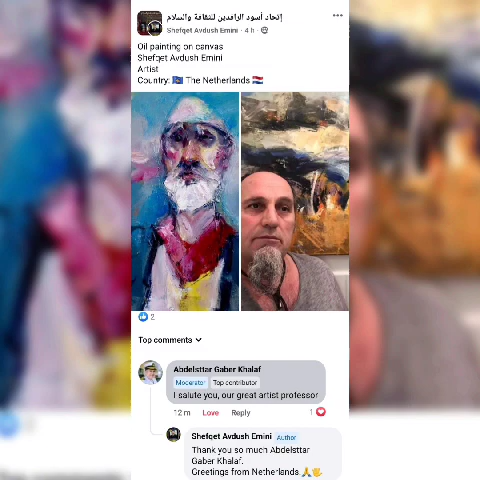 إتحاد أسود الرافدين للثقافة والسلام
Shefqet Avdush Emini · 4 h ·
Oil painting on canvas
Shefqet Avdush Emini
Artist
Country: 🇽🇰 The Netherlands 🇳🇱
2
Top comments
Abdelsttar Gaber Khalaf
Moderator Top contributor
I salute you, our great artist professor
12 m Love Reply 1
Shefqet Avdush Emini Author
Thank you so much Abdelsttar
Gaber Khalaf.
Greetings from Netherlands 🙏👋